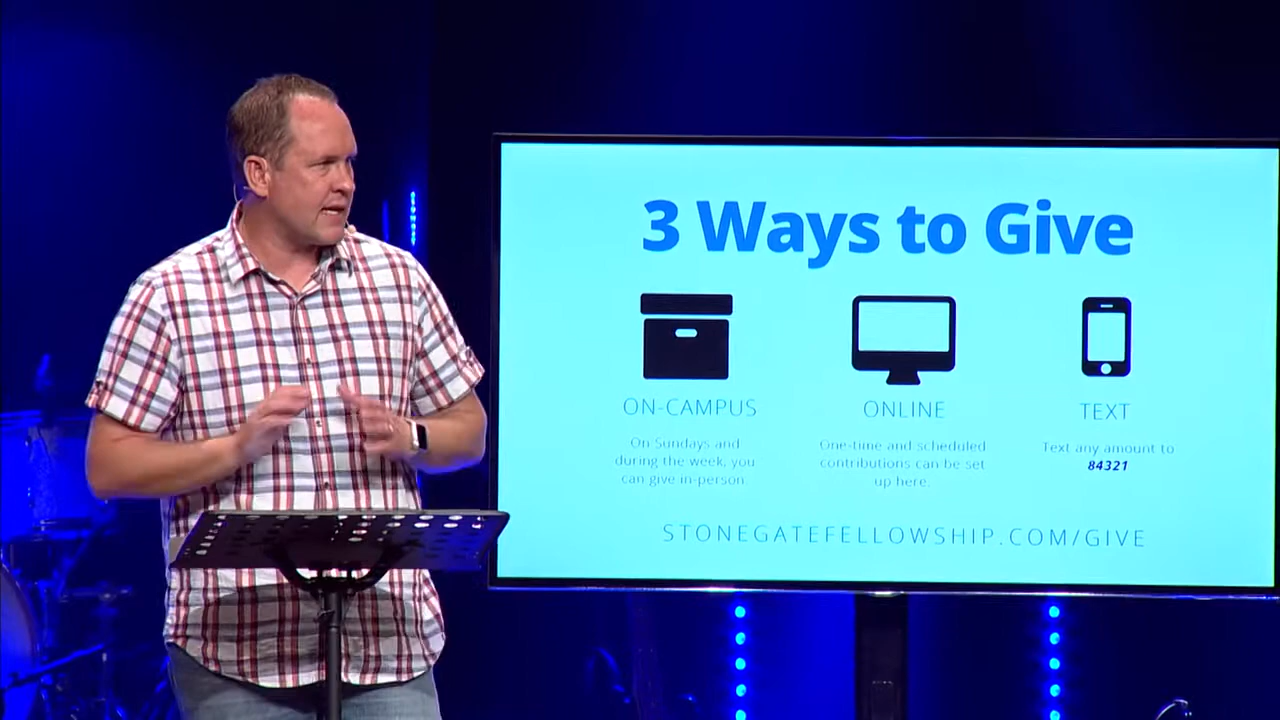 3 Ways to Give
ON-CAMPUS
On Sundays and
during the week, you
can give in-person.
ONLINE
One-time and scheduled
contributions can be set
up here.
TEXT
Text any amount to
84321
STONEGATEFELLOWSHIP.COM/GIVE